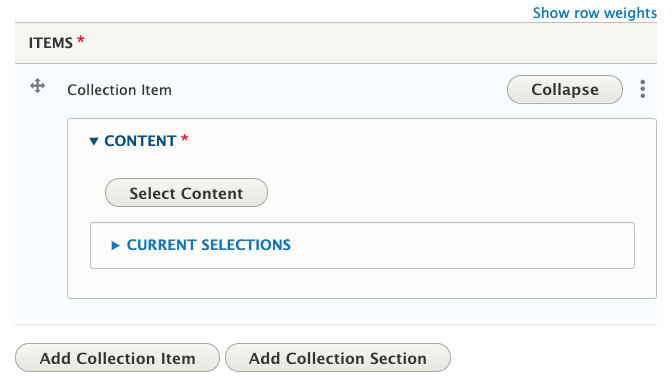 Show row weights
ITEMS *
Collection Item
Collapse
CONTENT *
Select Content
CURRENT SELECTIONS
Add Collection Item
Add Collection Section